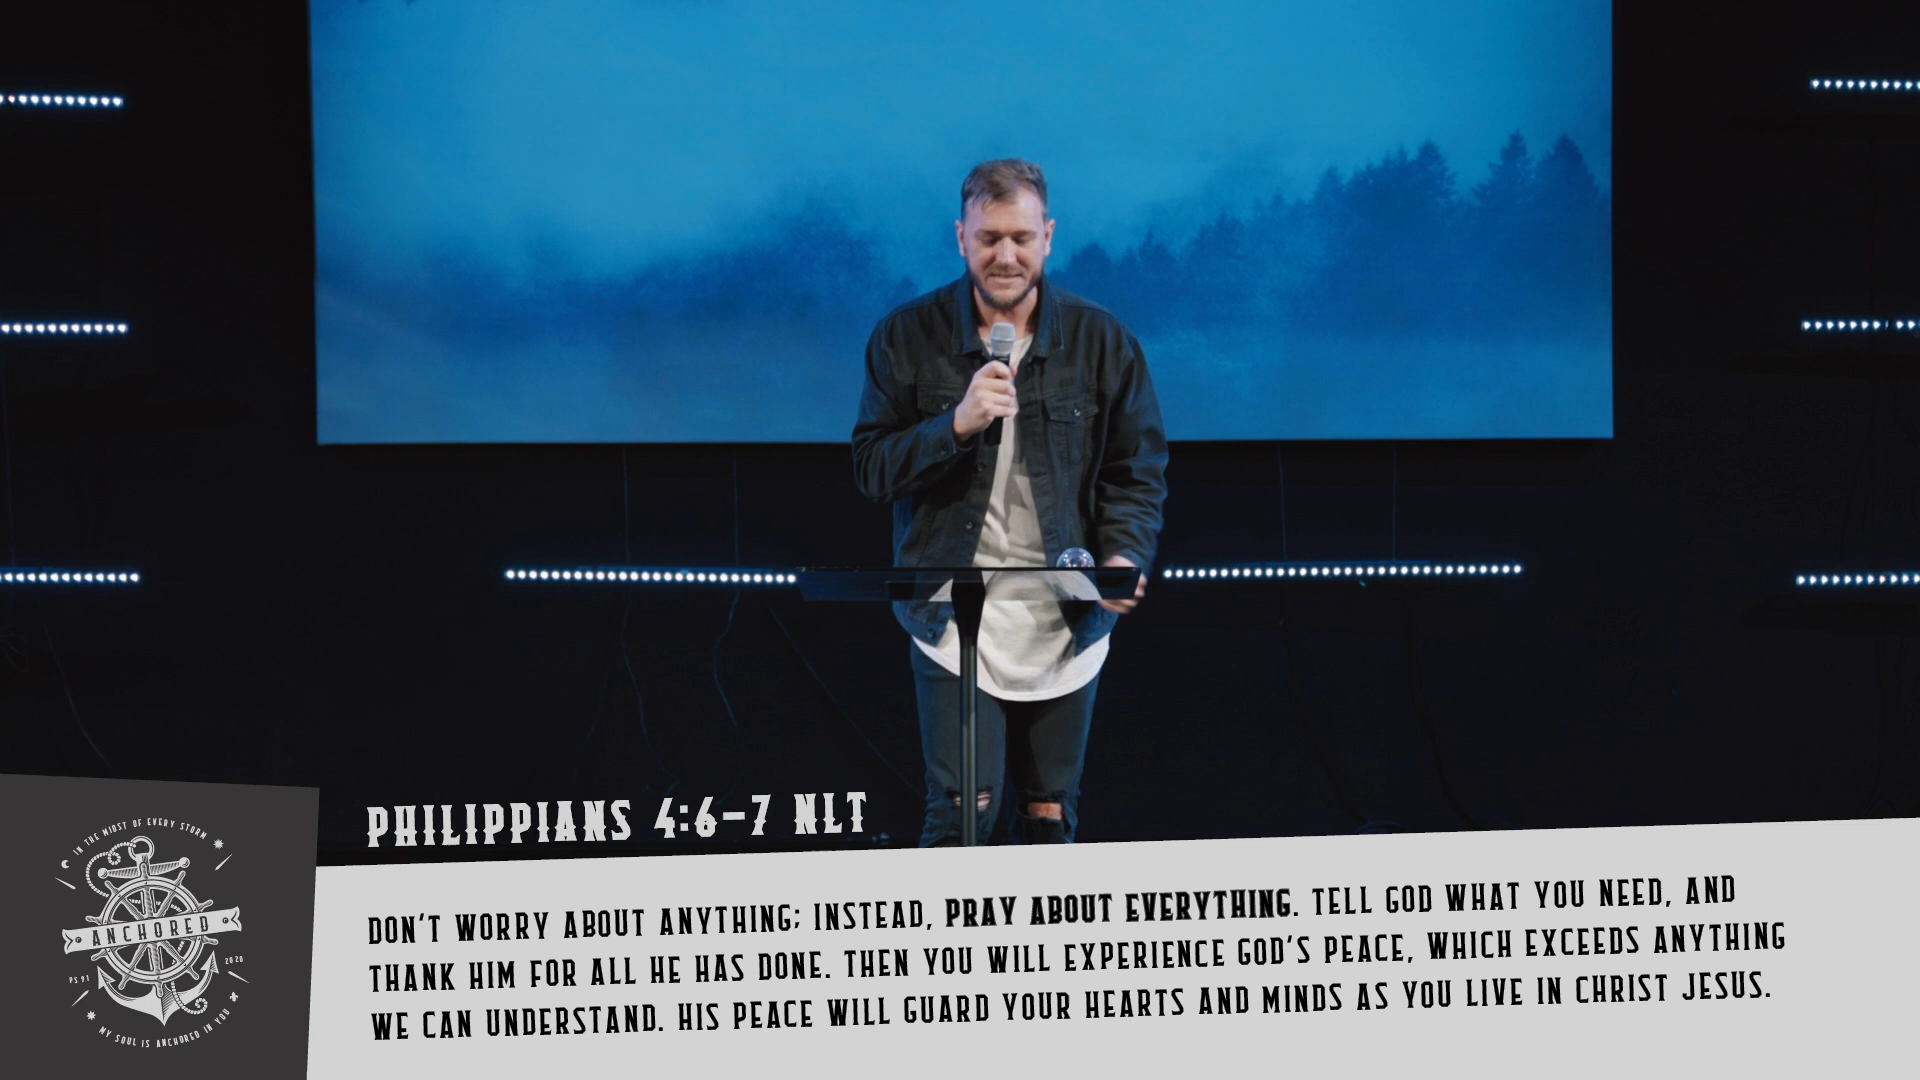 PHILIPPIANS 4:6-7 NLT
DON'T WORRY ABOUT ANYTHING; INSTEAD, PRAY ABOUT EVERYTHING. TELL GOD WHAT YOU NEED, AND
THANK HIM FOR ALL HE HAS DONE. THEN YOU WILL EXPERIENCE GOD'S PEACE, WHICH EXCEEDS ANYTHING
WE CAN UNDERSTAND. HIS PEACE WILL GUARD YOUR HEARTS AND MINDS AS YOU LIVE IN CHRIST JESUS.
IN THE MIDST OF EVERY STORM
ANCHORED
PS 91
2020
MY SOUL IS ANCHORED IN YOU